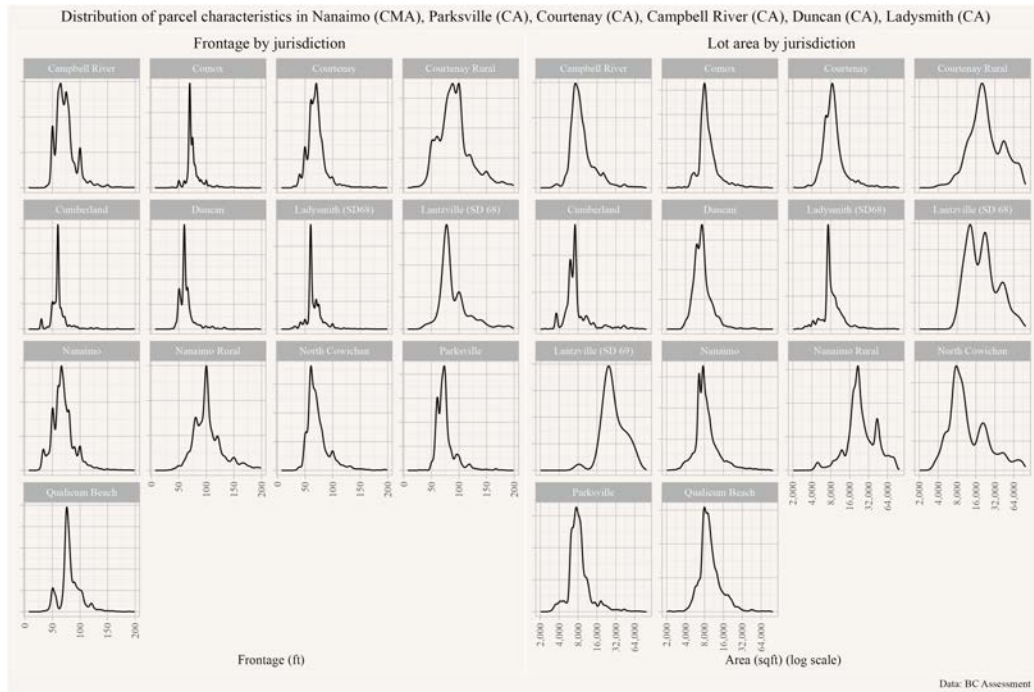 Distribution of parcel characteristics in Nanaimo (CMA), Parksville (CA), Courtenay (CA), Campbell River (CA), Duncan (CA), Ladysmith (CA)
Frontage by jurisdiction
Campbell River Comox Courtenay Courtenay Rural
Cumberland Duncan Ladysmith (SD68) Lantzville (SD 68)
Nanaimo Nanaimo Rural North Cowichan Parksville
0 50 100 150 200 0 50 100 150 200 0 50 100 150 200
Qualicum Beach
0 50 100 150 200
Frontage (ft)
Lot area by jurisdiction
Campbell River Comox Courtenay Courtenay Rural
Cumberland Duncan Ladysmith (SD68) Lantzville (SD 68)
Lantzville (SD 69) Nanaimo Nanaimo Rural North Cowichan
2,000 4,000 8,000 16,000 32,000 64,000 2,000 4,000 8,000 16,000 32,000 64,000
Parksville Qualicum Beach
2,000 4,000 8,000 16,000 32,000 64,000 2,000 4,000 8,000 16,000 32,000 64,000
Area (sqft) (log scale)
Data: BC Assessment